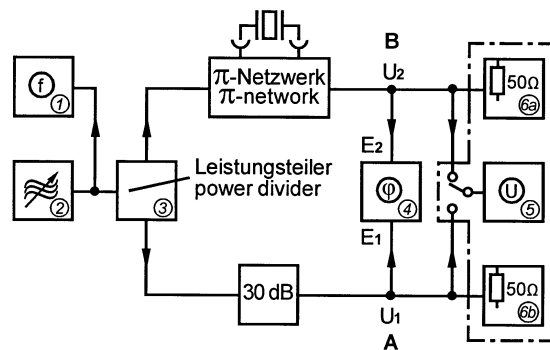 B
π-Netzwerk
π-network
U2
50Ω
6a
f
1
E2
Leistungsteiler
power divider
2
3
φ
4
U
5
E1
30 dB
50Ω
6b
U1
A